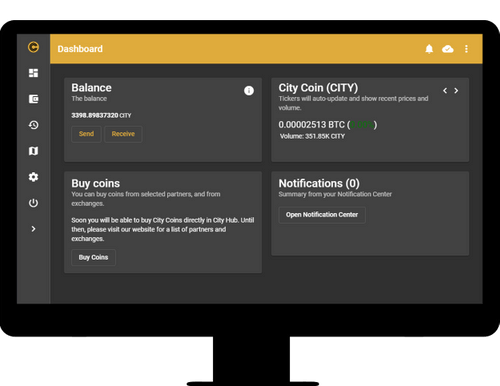 Dashboard
Balance
The balance
3398.89837320 CITY
Send
Receive
City Coin (CITY)
Tickers will auto-update and show recent prices and
volume.
0.00002513 BTC (
)
Volume: 351.85K CITY
Buy coins
You can buy coins from selected partners, and from
exchanges.
Soon you will be able to buy City Coins directly in City Hub. Until
then, please visit our website for a list of partners and
exchanges.
Buy Coins
Notifications (0)
Summary from your Notification Center
Open Notification Center